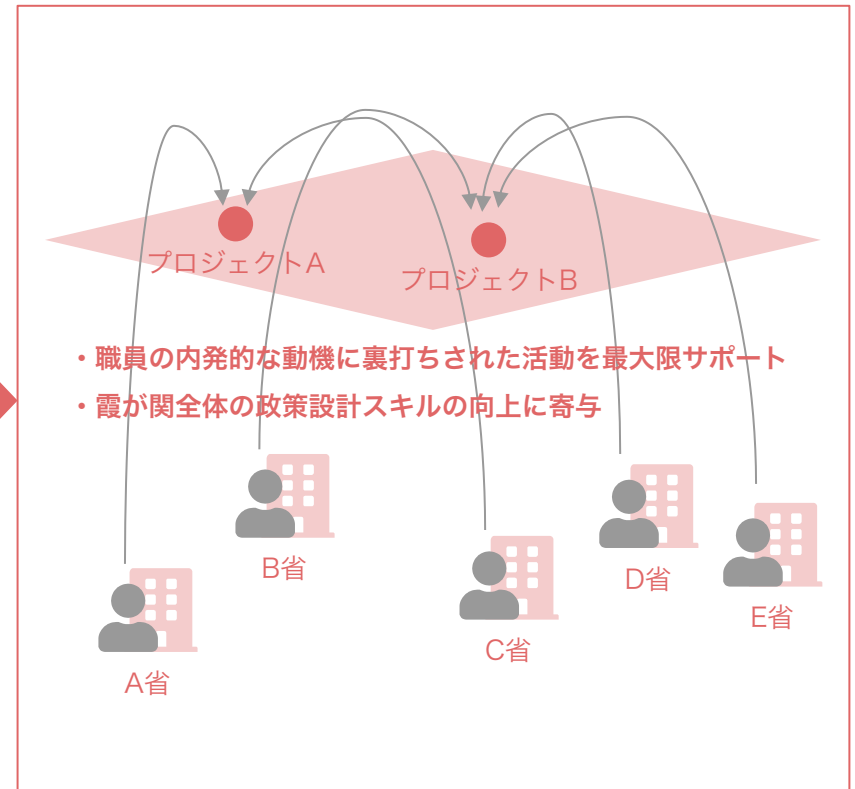 プロジェクトA
プロジェクトB
・職員の内発的な動機に裏打ちされた活動を最大限サポート
・霞が関全体の政策設計スキルの向上に寄与
B省
D省
E省
C省
A省